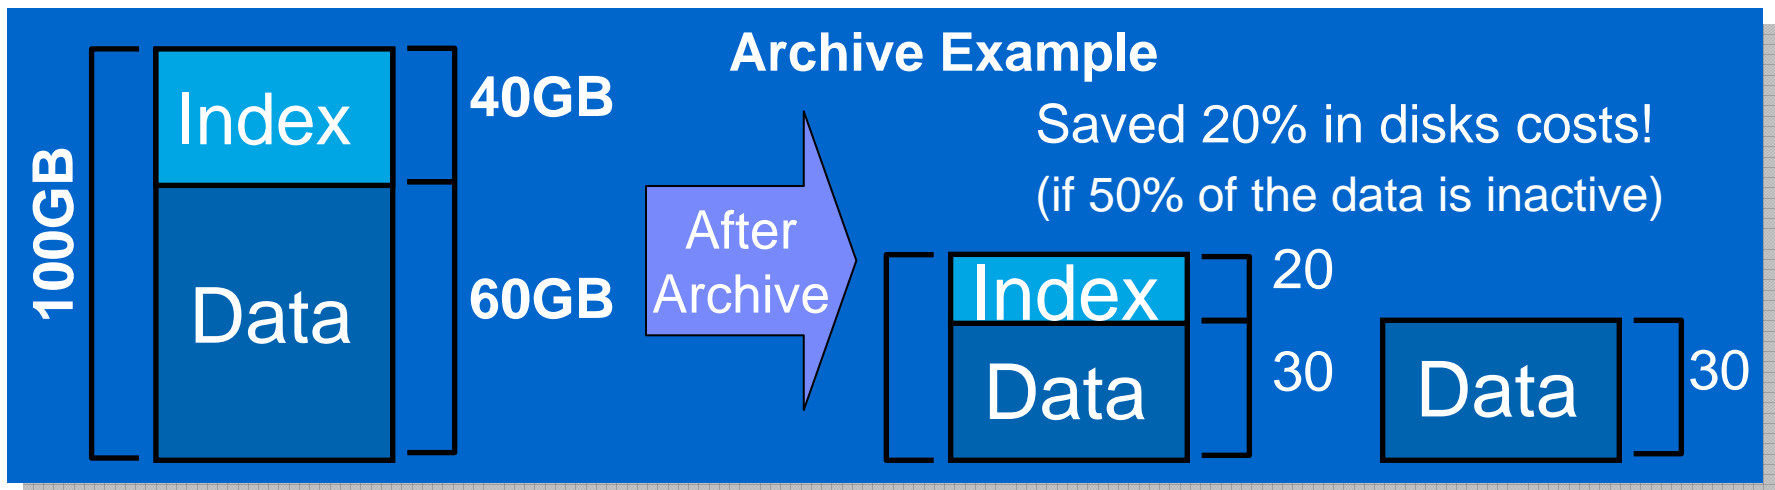 Archive Example
100GB
Index
40GB
Data
60GB
After
Archive
Saved 20% in disks costs!
(if 50% of the data is inactive)
Index
20
Data
30
Data
30